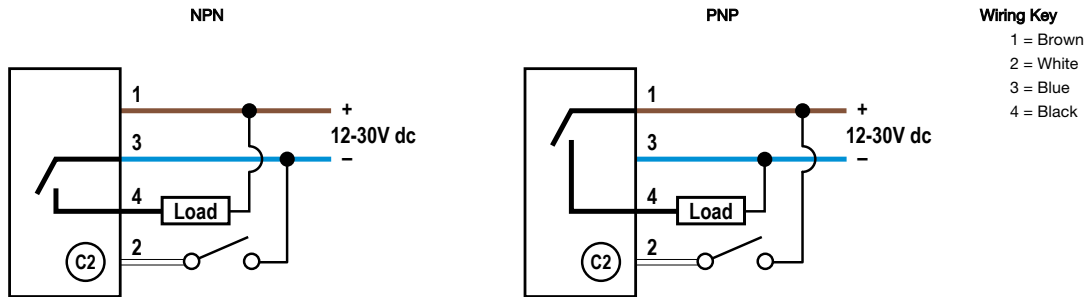 NPN
1
+
12-30V dc
3
–
4
Load
C2
2
PNP
1
+
12-30V dc
3
–
4
Load
C2
2
Wiring Key
1 = Brown
2 = White
3 = Blue
4 = Black